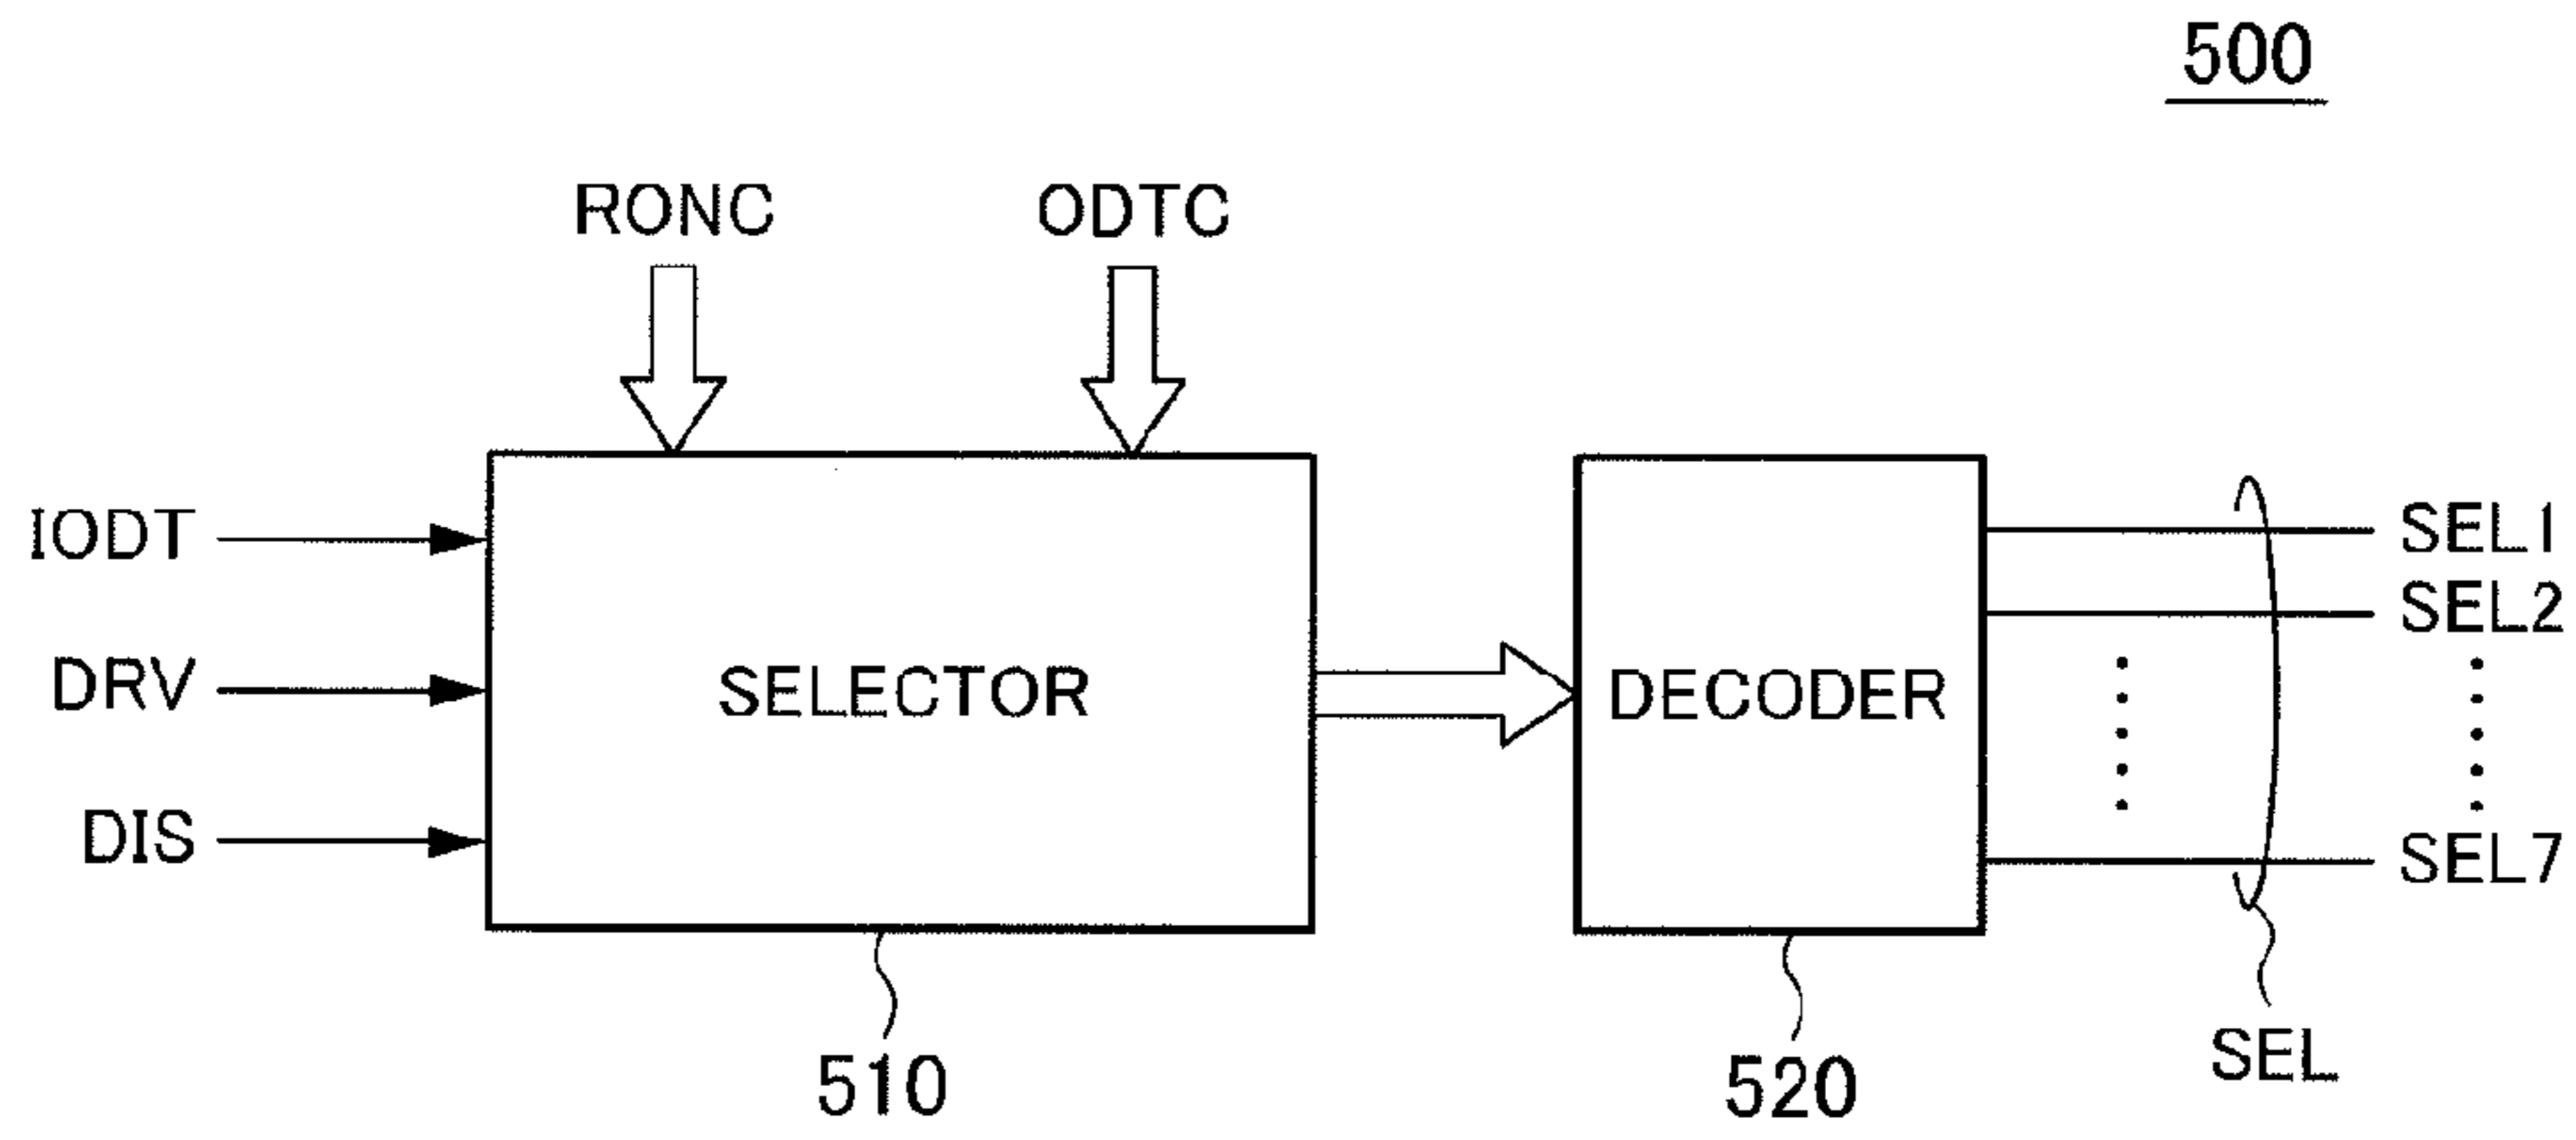 500
RONC ODTC
IODT
DRV
DIS
SELECTOR
DECODER
SEL1
SEL2
SEL7
SEL
510
520